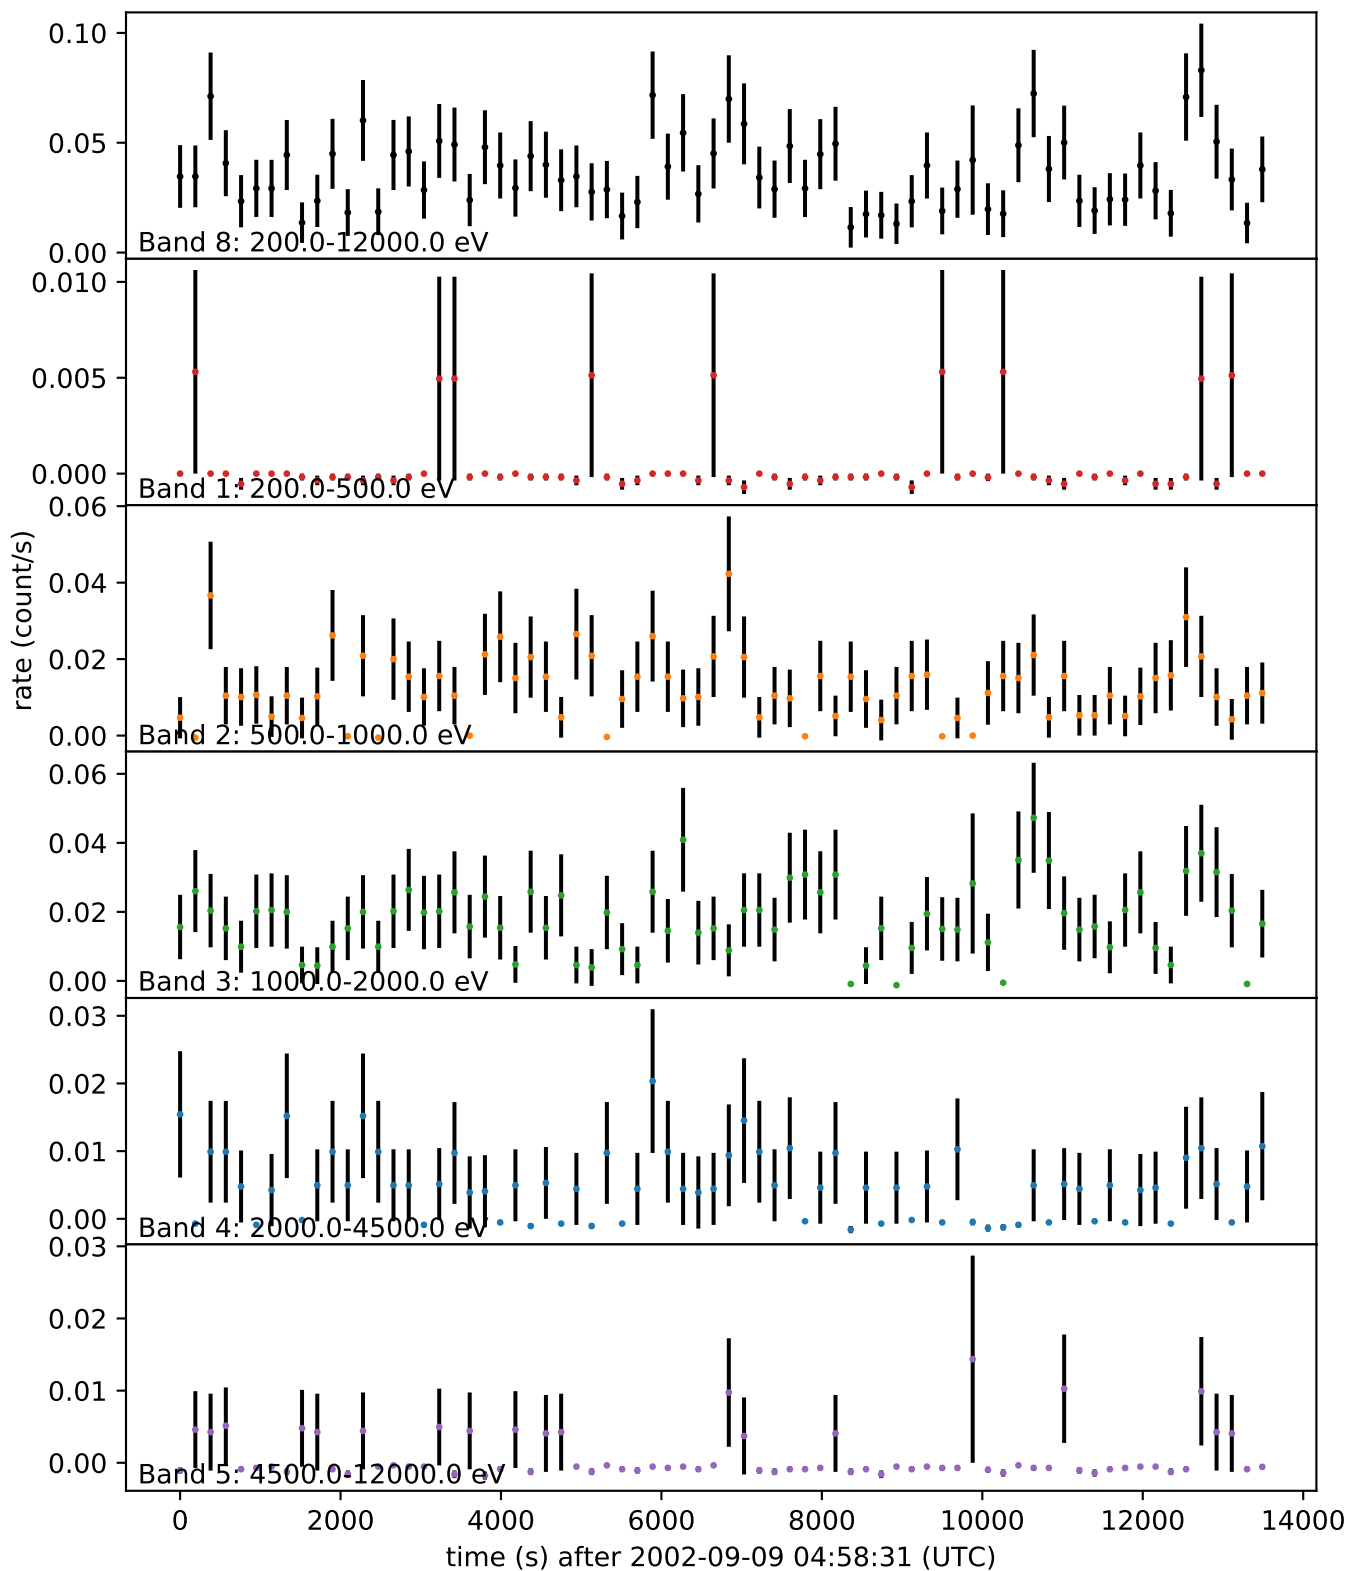 0.10
0.05
0.00
Band 8: 200.0-12000.0 eV
0.010
0.005
0.000
Band 1: 200.0-500.0 eV
0.06
0.04
0.02
0.00
Band 2: 500.0-1000.0 eV
rate (count/s)
0.06
0.04
0.02
0.00
Band 3: 1000.0-2000.0 eV
0.03
0.02
0.01
0.00
Band 4: 2000.0-4500.0 eV
0.03
0.02
0.01
0.00
Band 5: 4500.0-12000.0 eV
0 2000 4000 6000 8000 10000 12000 14000
time (s) after 2002-09-09 04:58:31 (UTC)